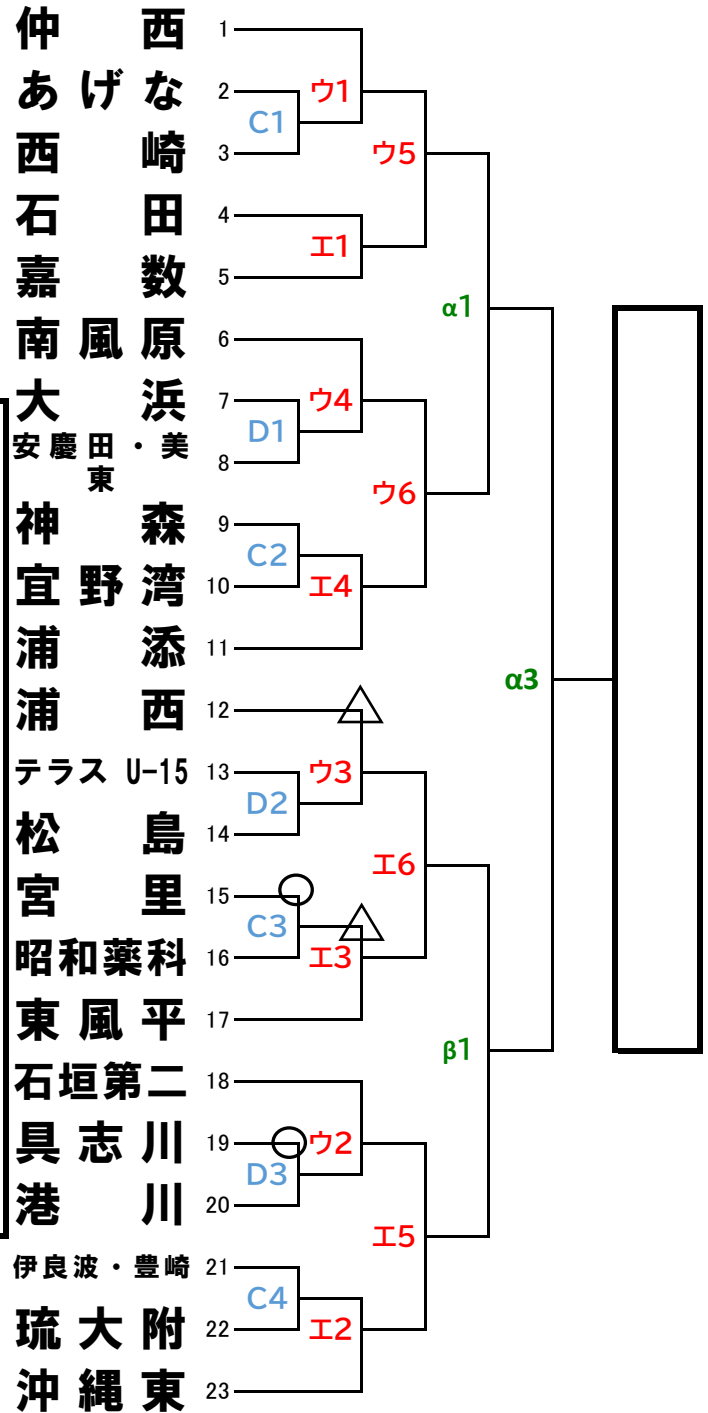 仲西 1
あげな 2
ウ1
C1
西崎 3
ウ5
石田 4
エ1
嘉数 5
α1
南風原 6
大浜 7
ウ4
D1
安慶田・美
東 8
ウ6
神森 9
C2
宜野湾 10
エ4
浦添 11
α3
浦西 12
テラス U-15 13
ウ3
D2
松島 14
エ6
宮里 15
C3
昭和薬科 16
エ3
東風平 17
β1
石垣第二 18
具志川 19
ウ2
D3
港川 20
エ5
伊良波・豊崎 21
C4
琉大附 22
エ2
沖縄東 23